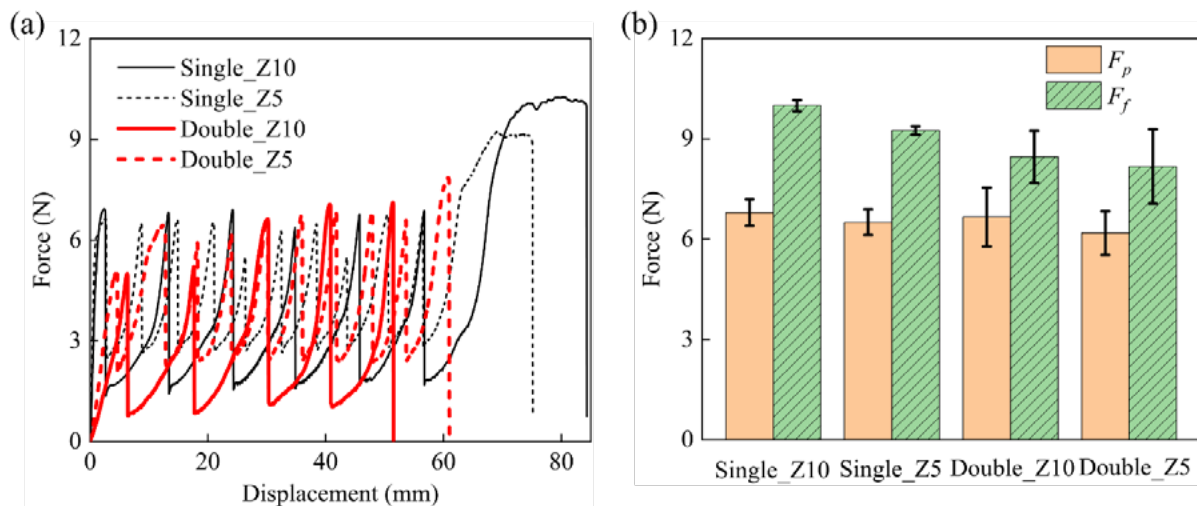 (a)
12
9
6
3
0
Force (N)
Single_Z10
Single_Z5
Double_Z10
Double_Z5
0 20 40 60 80
Displacement (mm)
(b)
12
9
6
3
0
Force (N)
F_p
F_f
Single_Z10 Single_Z5 Double_Z10 Double_Z5